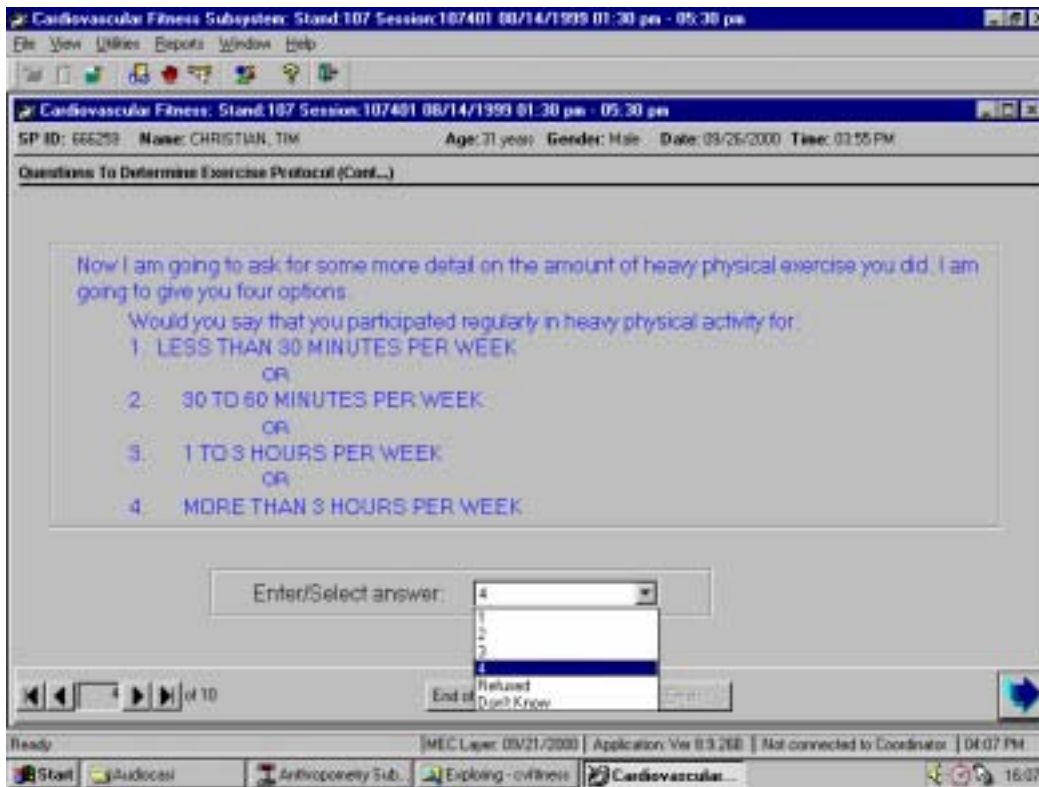 Cardiovascular Fitness Subsystem: Stand:107 Session:107401 08/14/1999 01:30 pm - 05:30 pm
File View Utilities Reports Window Help
Cardiovascular Fitness: Stand:107 Session:107401 08/14/1999 01:30 pm - 05:30 pm
SP ID: 666259 Name: CHRISTIAN, TIM Age: 31 years Gender: Male Date: 09/26/2000 Time: 03:55 PM
Questions To Determine Exercise Protocol (Cont...)
Now I am going to ask for some more detail on the amount of heavy physical exercise you did. I am
going to give you four options.
Would you say that you participated regularly in heavy physical activity for:
1. LESS THAN 30 MINUTES PER WEEK
OR
2. 30 TO 60 MINUTES PER WEEK
OR
3. 1 TO 3 HOURS PER WEEK
OR
4. MORE THAN 3 HOURS PER WEEK
Enter/Select answer: 4
1
2
3
4
Refused
Don't Know
4 of 10
End of
Ready MEC Layer: 09/21/2000 Application Ver 8.9.268 Not connected to Coordinator 04:07 PM
Start Audiocasi Anthropometry Sub... Exploring - cvfitness Cardiovascular... 16:07